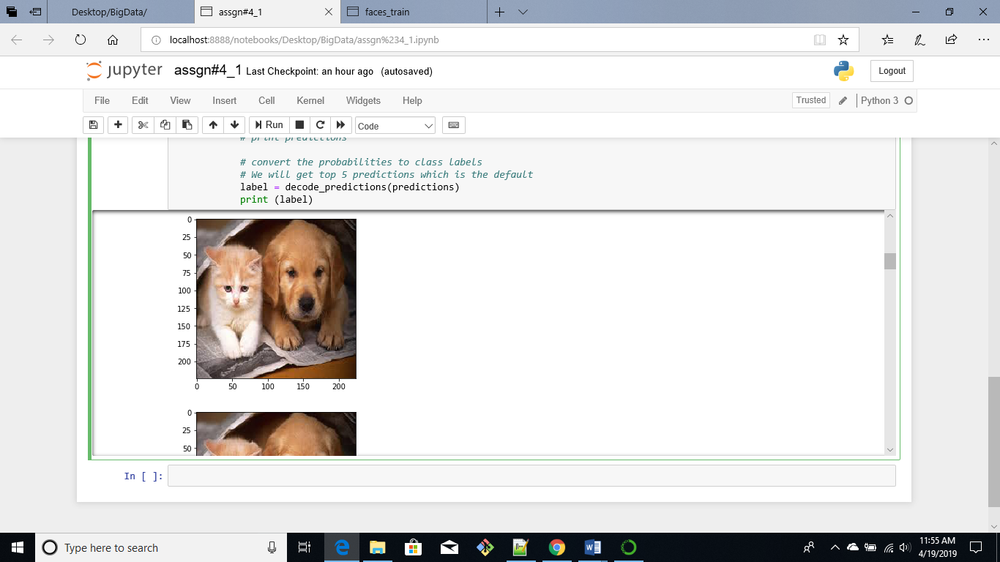 Desktop/BigData/
assgn#4_1
faces_train
localhost:8888/notebooks/Desktop/BigData/assgn%234_1.ipynb
jupyter assgn#4_1 Last Checkpoint: an hour ago (autosaved)
Logout
File Edit View Insert Cell Kernel Widgets Help
Trusted
Python 3
Run
Code
# print predictions
# convert the probabilities to class labels
# We will get top 5 predictions which is the default
label = decode_predictions(predictions)
print (label)
0
25
50
75
100
125
150
175
200
0 50 100 150 200
0
25
50
In [ ]:
Type here to search
11:55 AM
4/19/2019